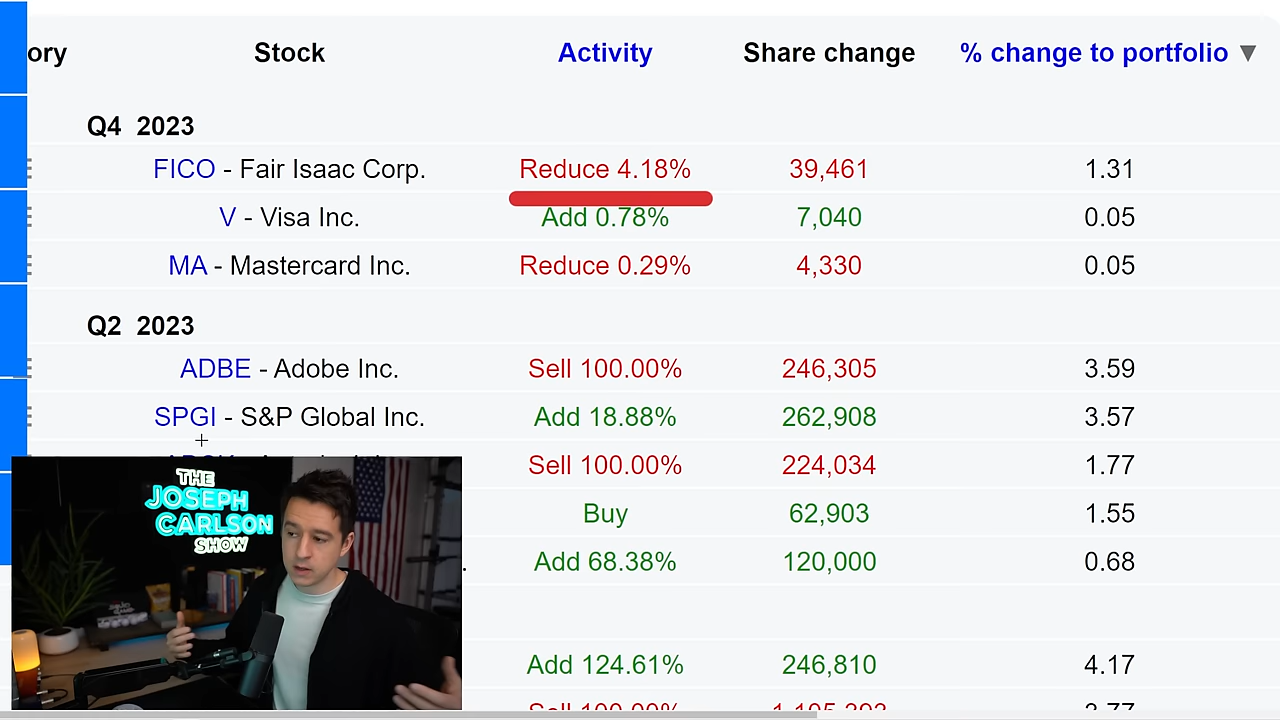 ory Stock Activity Share change % change to portfolio ▼
Q4 2023
FICO - Fair Isaac Corp. Reduce 4.18% 39,461 1.31
V - Visa Inc. Add 0.78% 7,040 0.05
MA - Mastercard Inc. Reduce 0.29% 4,330 0.05
Q2 2023
ADBE - Adobe Inc. Sell 100.00% 246,305 3.59
SPGI - S&P Global Inc. Add 18.88% 262,908 3.57
Sell 100.00% 224,034 1.77
Buy 62,903 1.55
Add 68.38% 120,000 0.68
Add 124.61% 246,810 4.17
THE
JOSEPH
CARLSON
SHOW